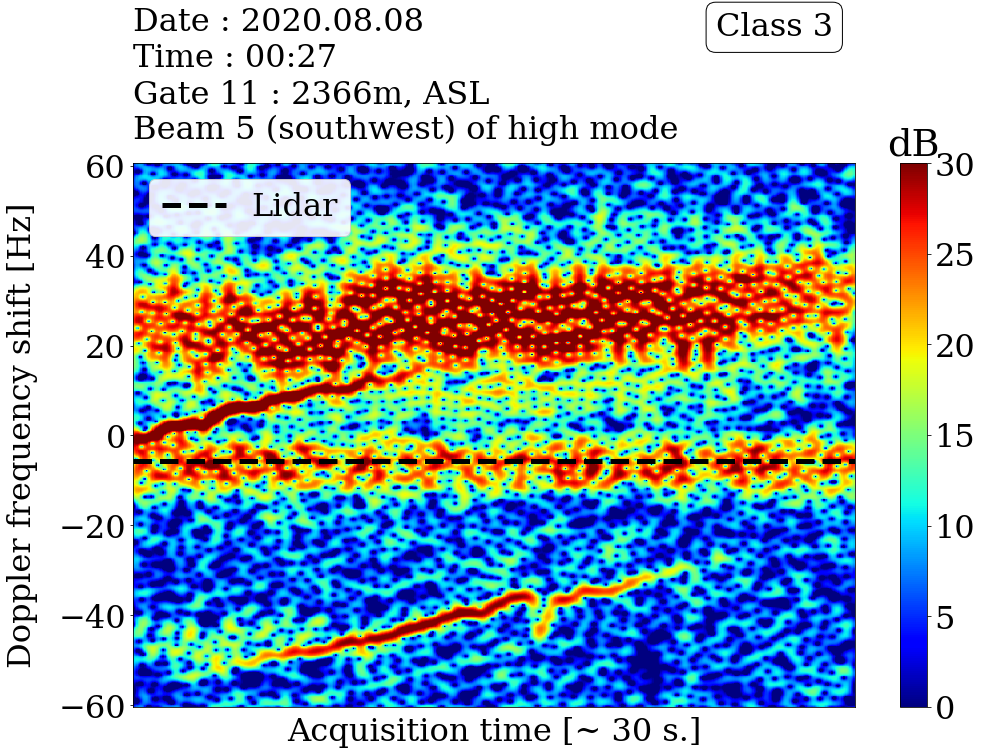 Date : 2020.08.08
Time : 00:27
Gate 11 : 2366m, ASL
Beam 5 (southwest) of high mode
Class 3
dB
Lidar
60
40
20
0
−20
−40
−60
Doppler frequency shift [Hz]
Acquisition time [~ 30 s.]
30
25
20
15
10
5
0